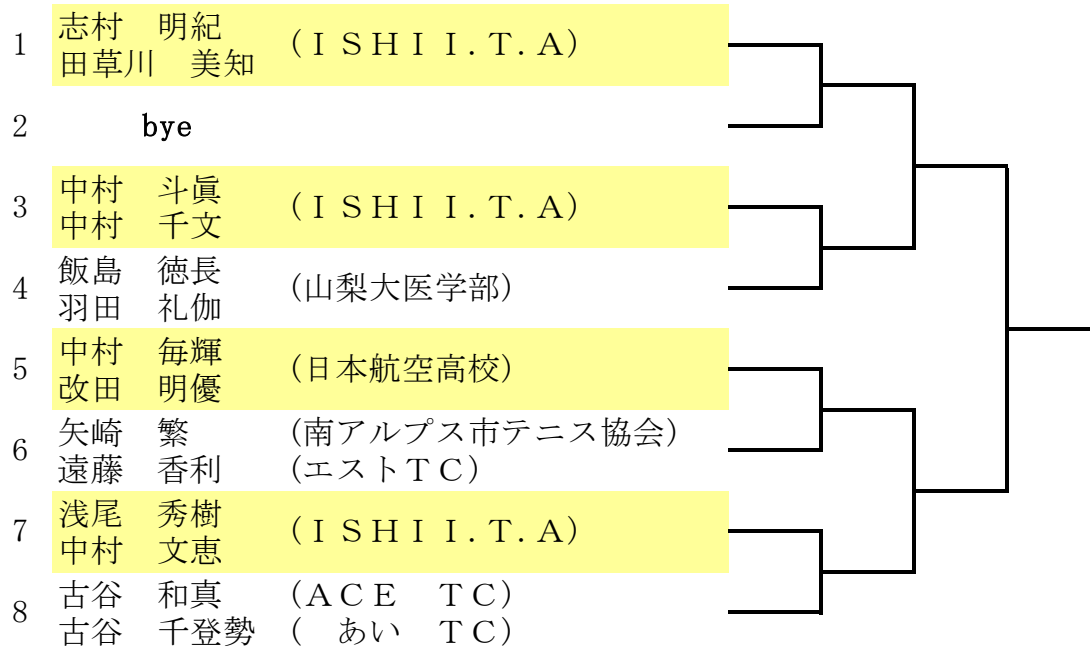 1 志村 明紀 (ISHII.T.A)
田草川 美知
2 bye
3 中村 斗眞 (ISHII.T.A)
中村 千文
4 飯島 徳長 (山梨大医学部)
羽田 礼伽
5 中村 毎輝 (日本航空高校)
改田 明優
6 矢崎 繁 (南アルプス市テニス協会)
遠藤 香利 (エストTC)
7 浅尾 秀樹 (ISHII.T.A)
中村 文恵
8 古谷 和真 (ACE TC)
古谷 千登勢 ( あい TC)